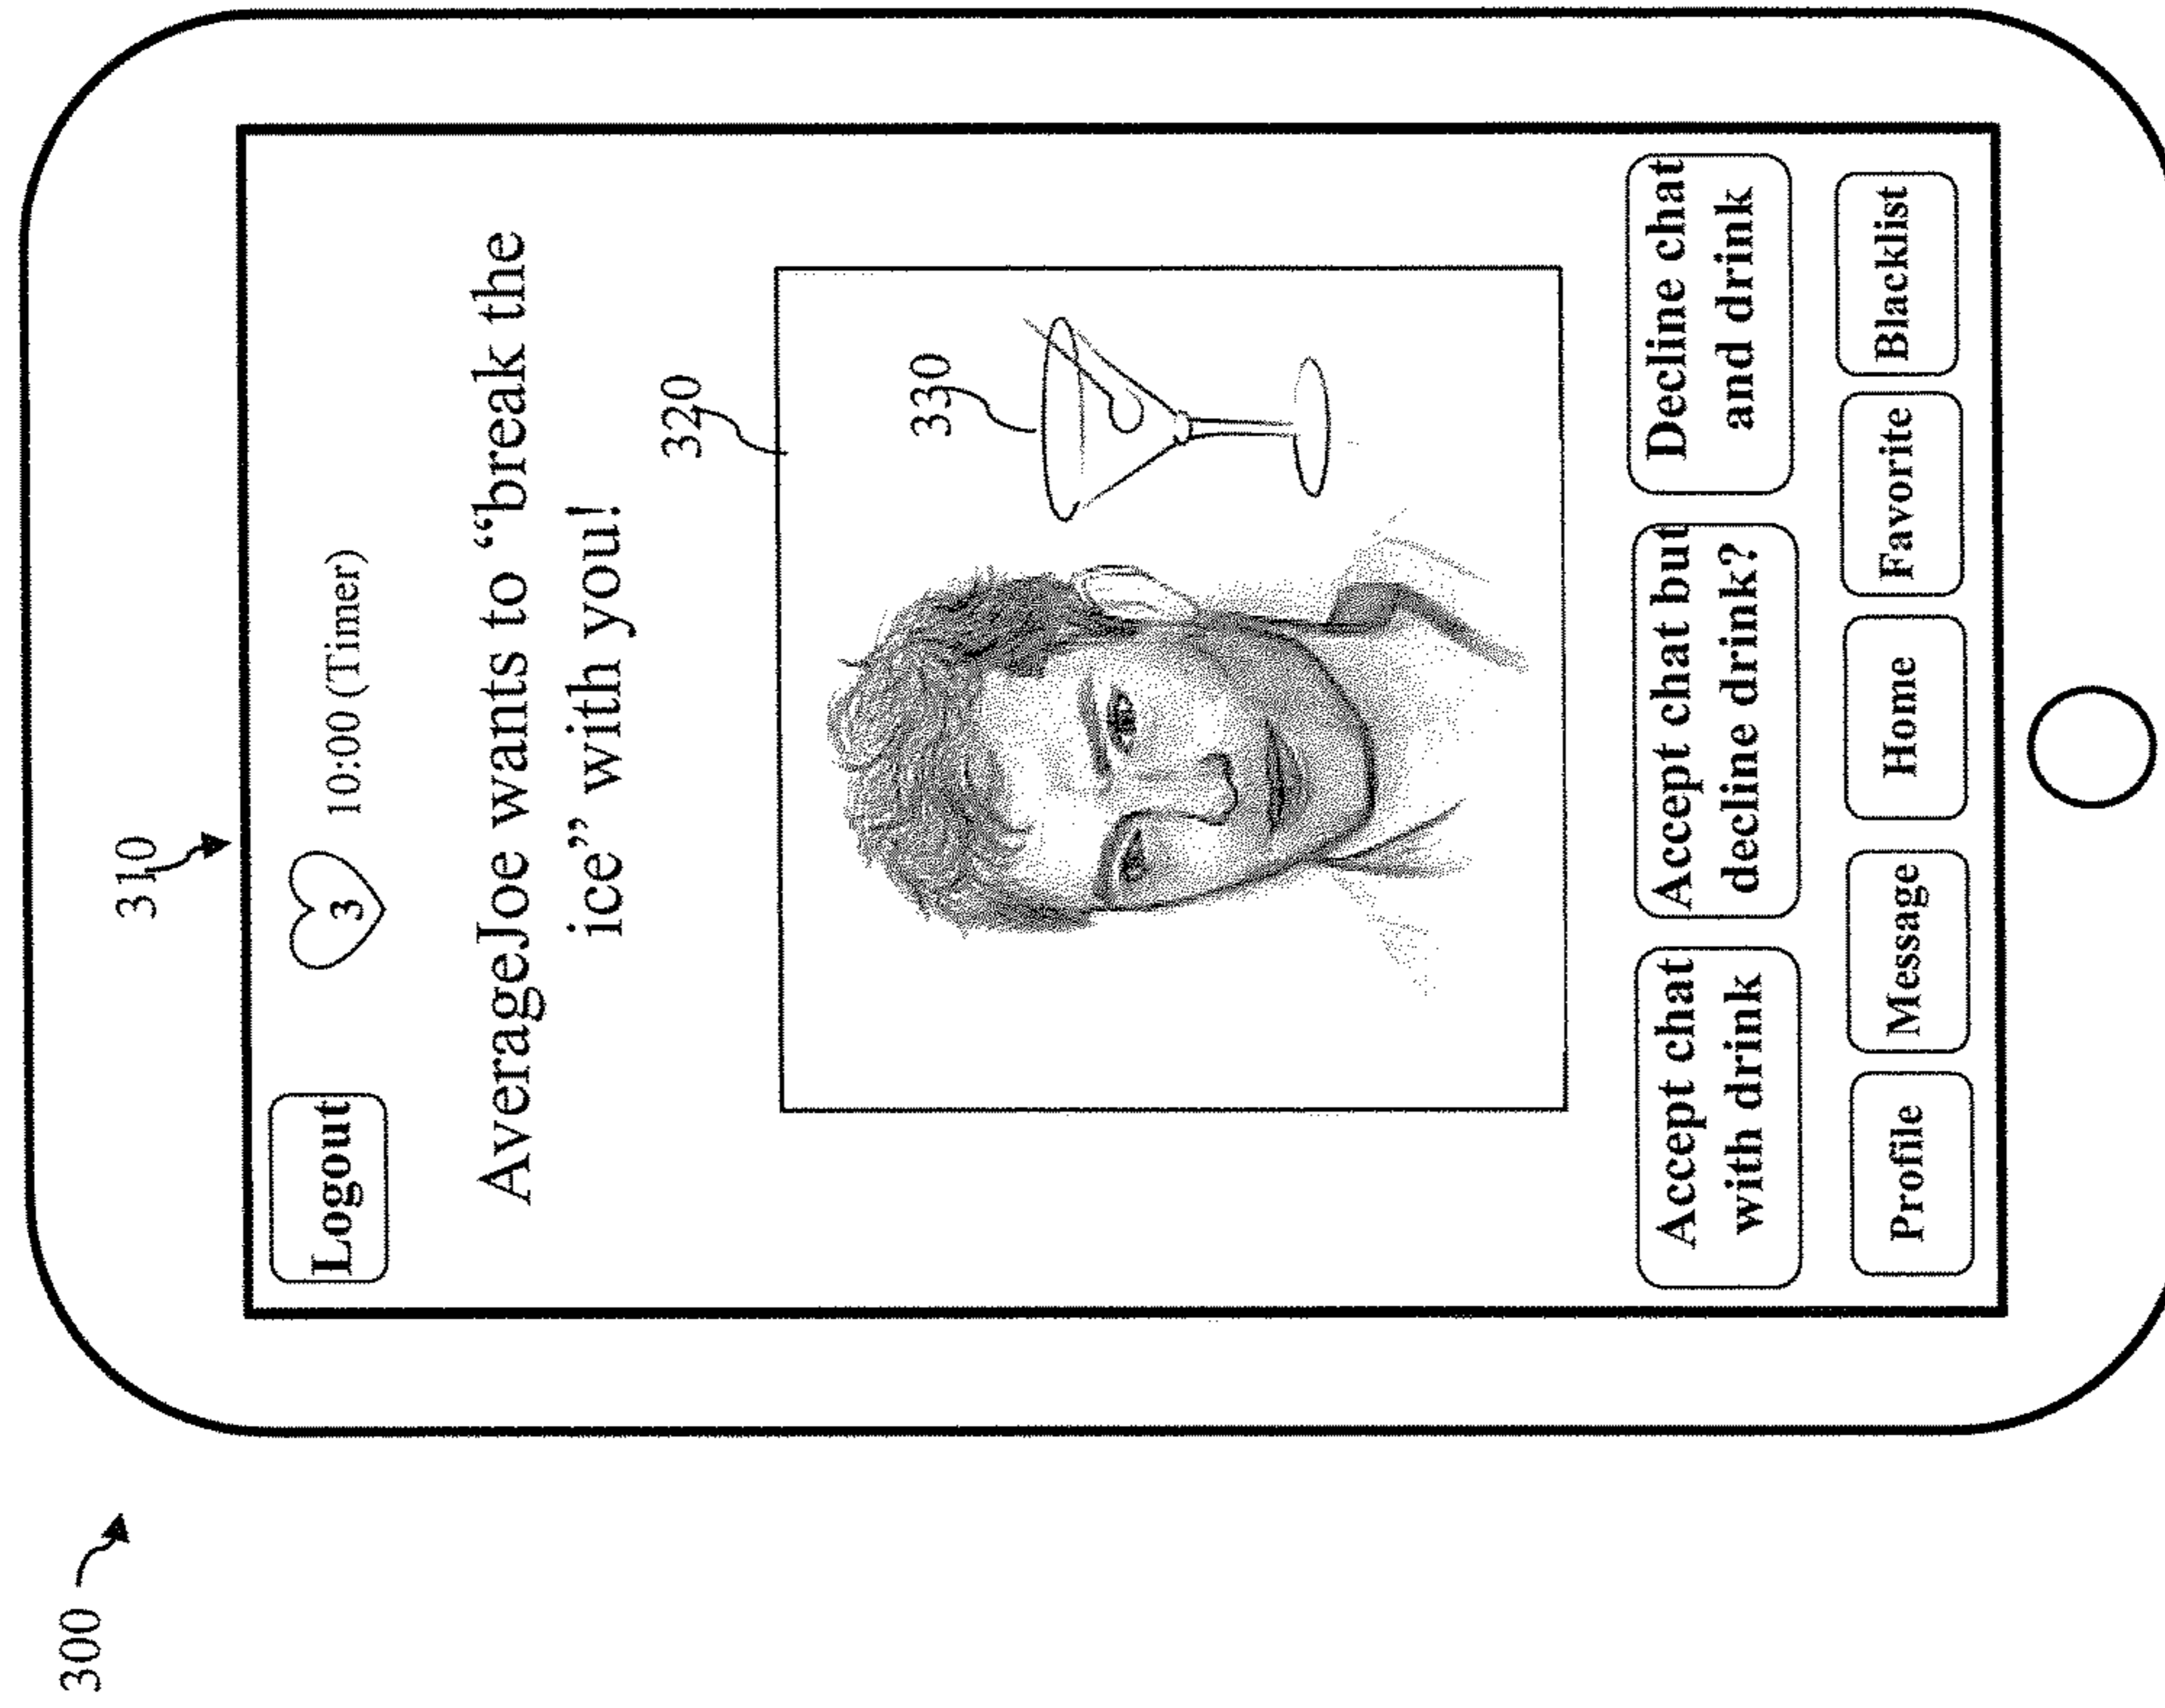 300
310
Logout
3
10:00 (Timer)
AverageJoe wants to “break the
ice” with you!
320
330
Accept chat
with drink
Accept chat but
decline drink?
Decline chat
and drink
Profile
Message
Home
Favorite
Blacklist